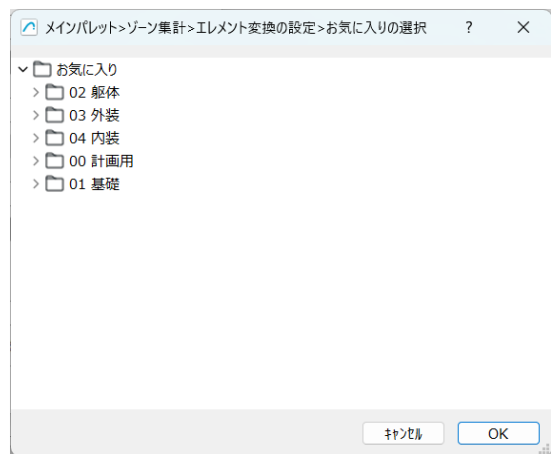 メインパレット>ゾーン集計>エレメント変換の設定>お気に入りの選択 ?
お気に入り
02 躯体
03 外装
04 内装
00 計画用
01 基礎
ｷｬﾝｾﾙ OK